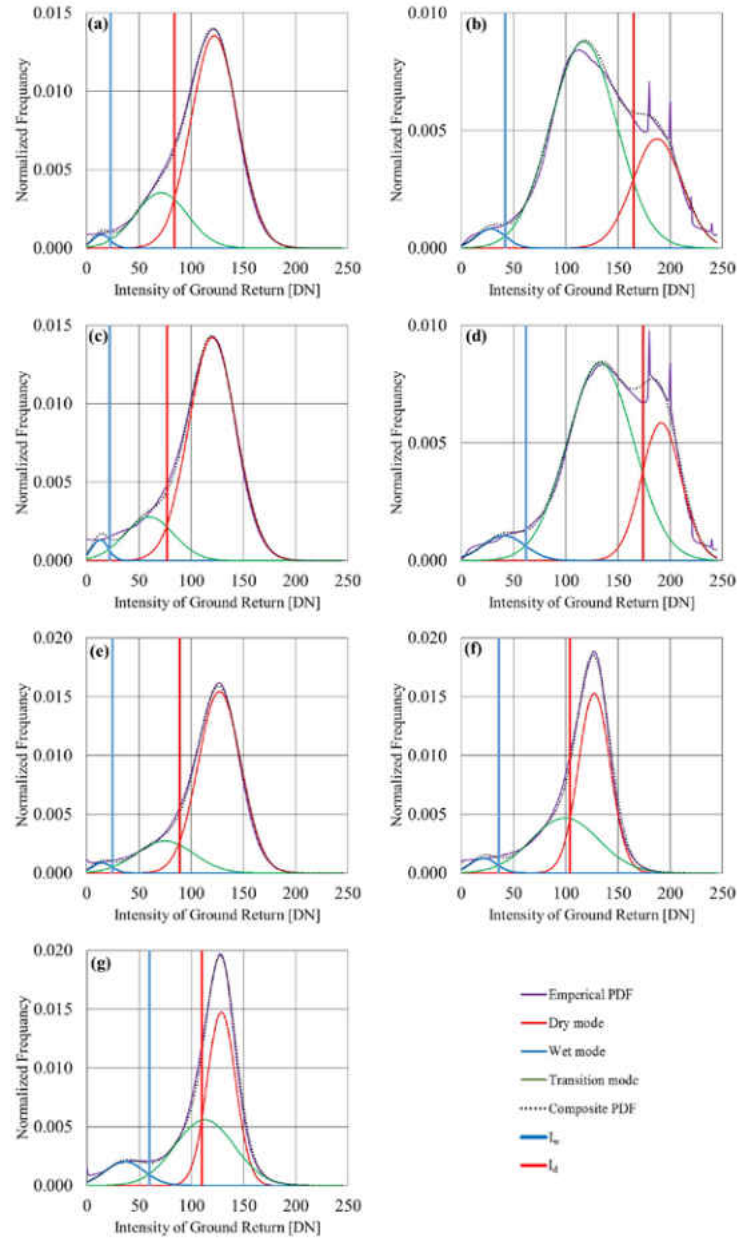 (a)
Normalized Frequancy
0.015
0.010
0.005
0.000
0 50 100 150 200 250
Intensity of Ground Return [DN]
(b)
Normalized Frequancy
0.010
0.005
0.000
0 50 100 150 200 250
Intensity of Ground Return [DN]
(c)
Normalized Frequancy
0.015
0.010
0.005
0.000
0 50 100 150 200 250
Intensity of Ground Return [DN]
(d)
Normalized Frequancy
0.010
0.005
0.000
0 50 100 150 200 250
Intensity of Ground Return [DN]
(e)
Normalized Frequancy
0.020
0.015
0.010
0.005
0.000
0 50 100 150 200 250
Intensity of Ground Return [DN]
(f)
Normalized Frequancy
0.020
0.015
0.010
0.005
0.000
0 50 100 150 200 250
Intensity of Ground Return [DN]
(g)
Normalized Frequancy
0.020
0.015
0.010
0.005
0.000
0 50 100 150 200 250
Intensity of Ground Return [DN]
Emperical PDF
Dry mode
Wet mode
Transition mode
Composite PDF
Iw
Id